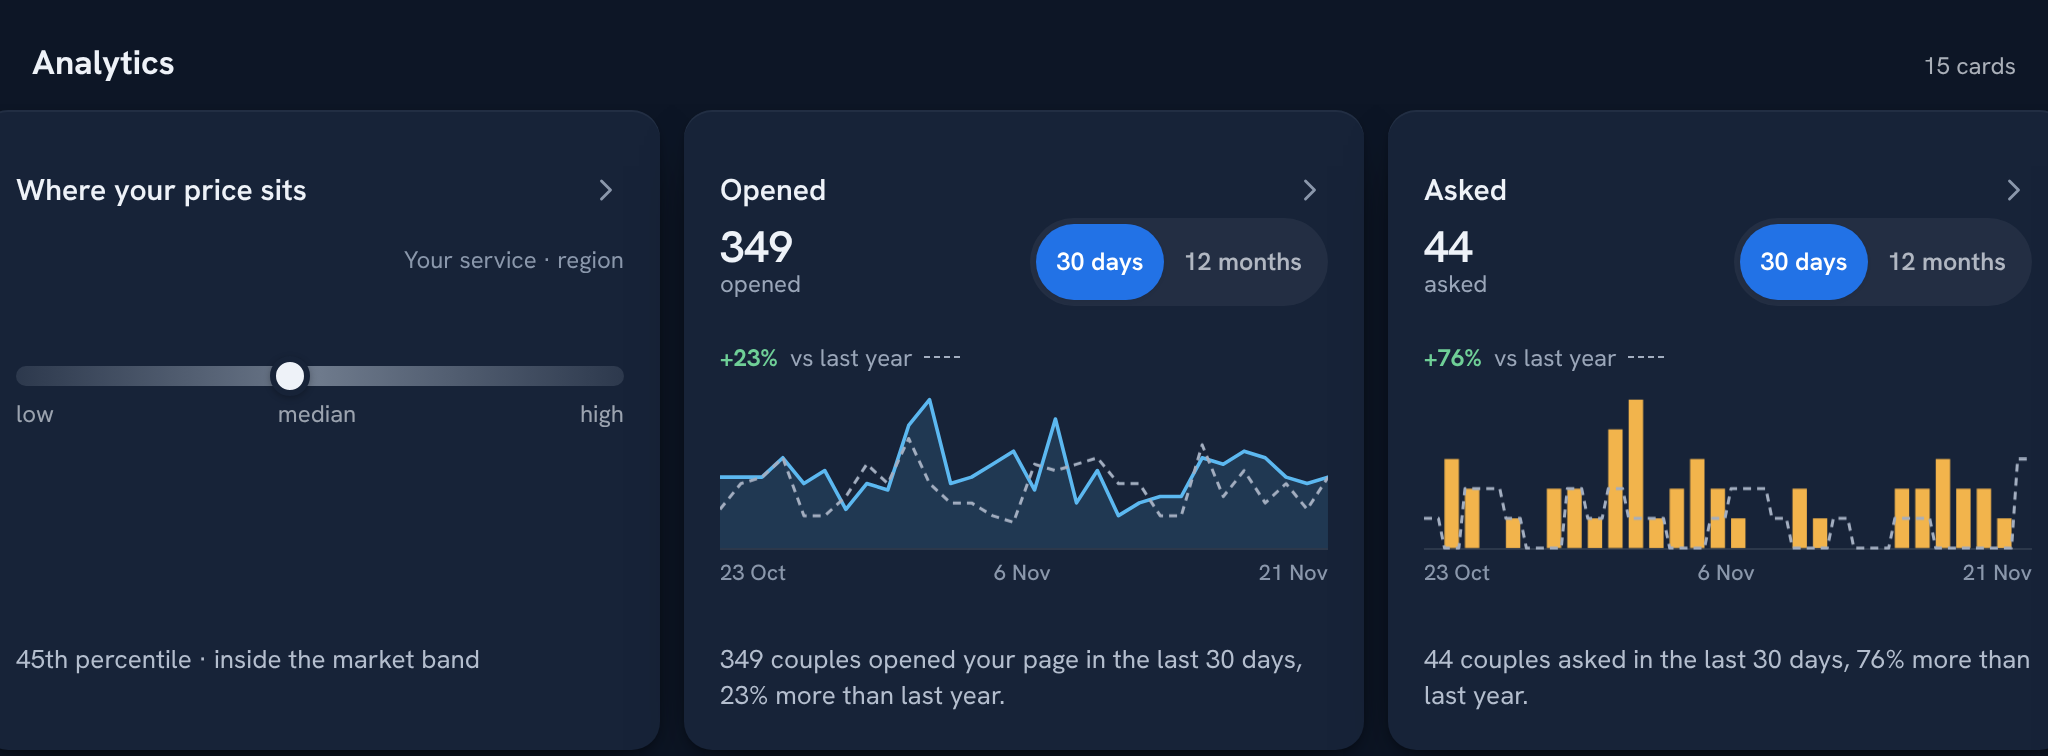 Analytics
15 cards
Where your price sits
Your service · region
low median high
45th percentile · inside the market band
Opened
349
opened
30 days 12 months
+23% vs last year
23 Oct 6 Nov 21 Nov
349 couples opened your page in the last 30 days,
23% more than last year.
Asked
44
asked
30 days 12 months
+76% vs last year
23 Oct 6 Nov 21 Nov
44 couples asked in the last 30 days, 76% more than
last year.